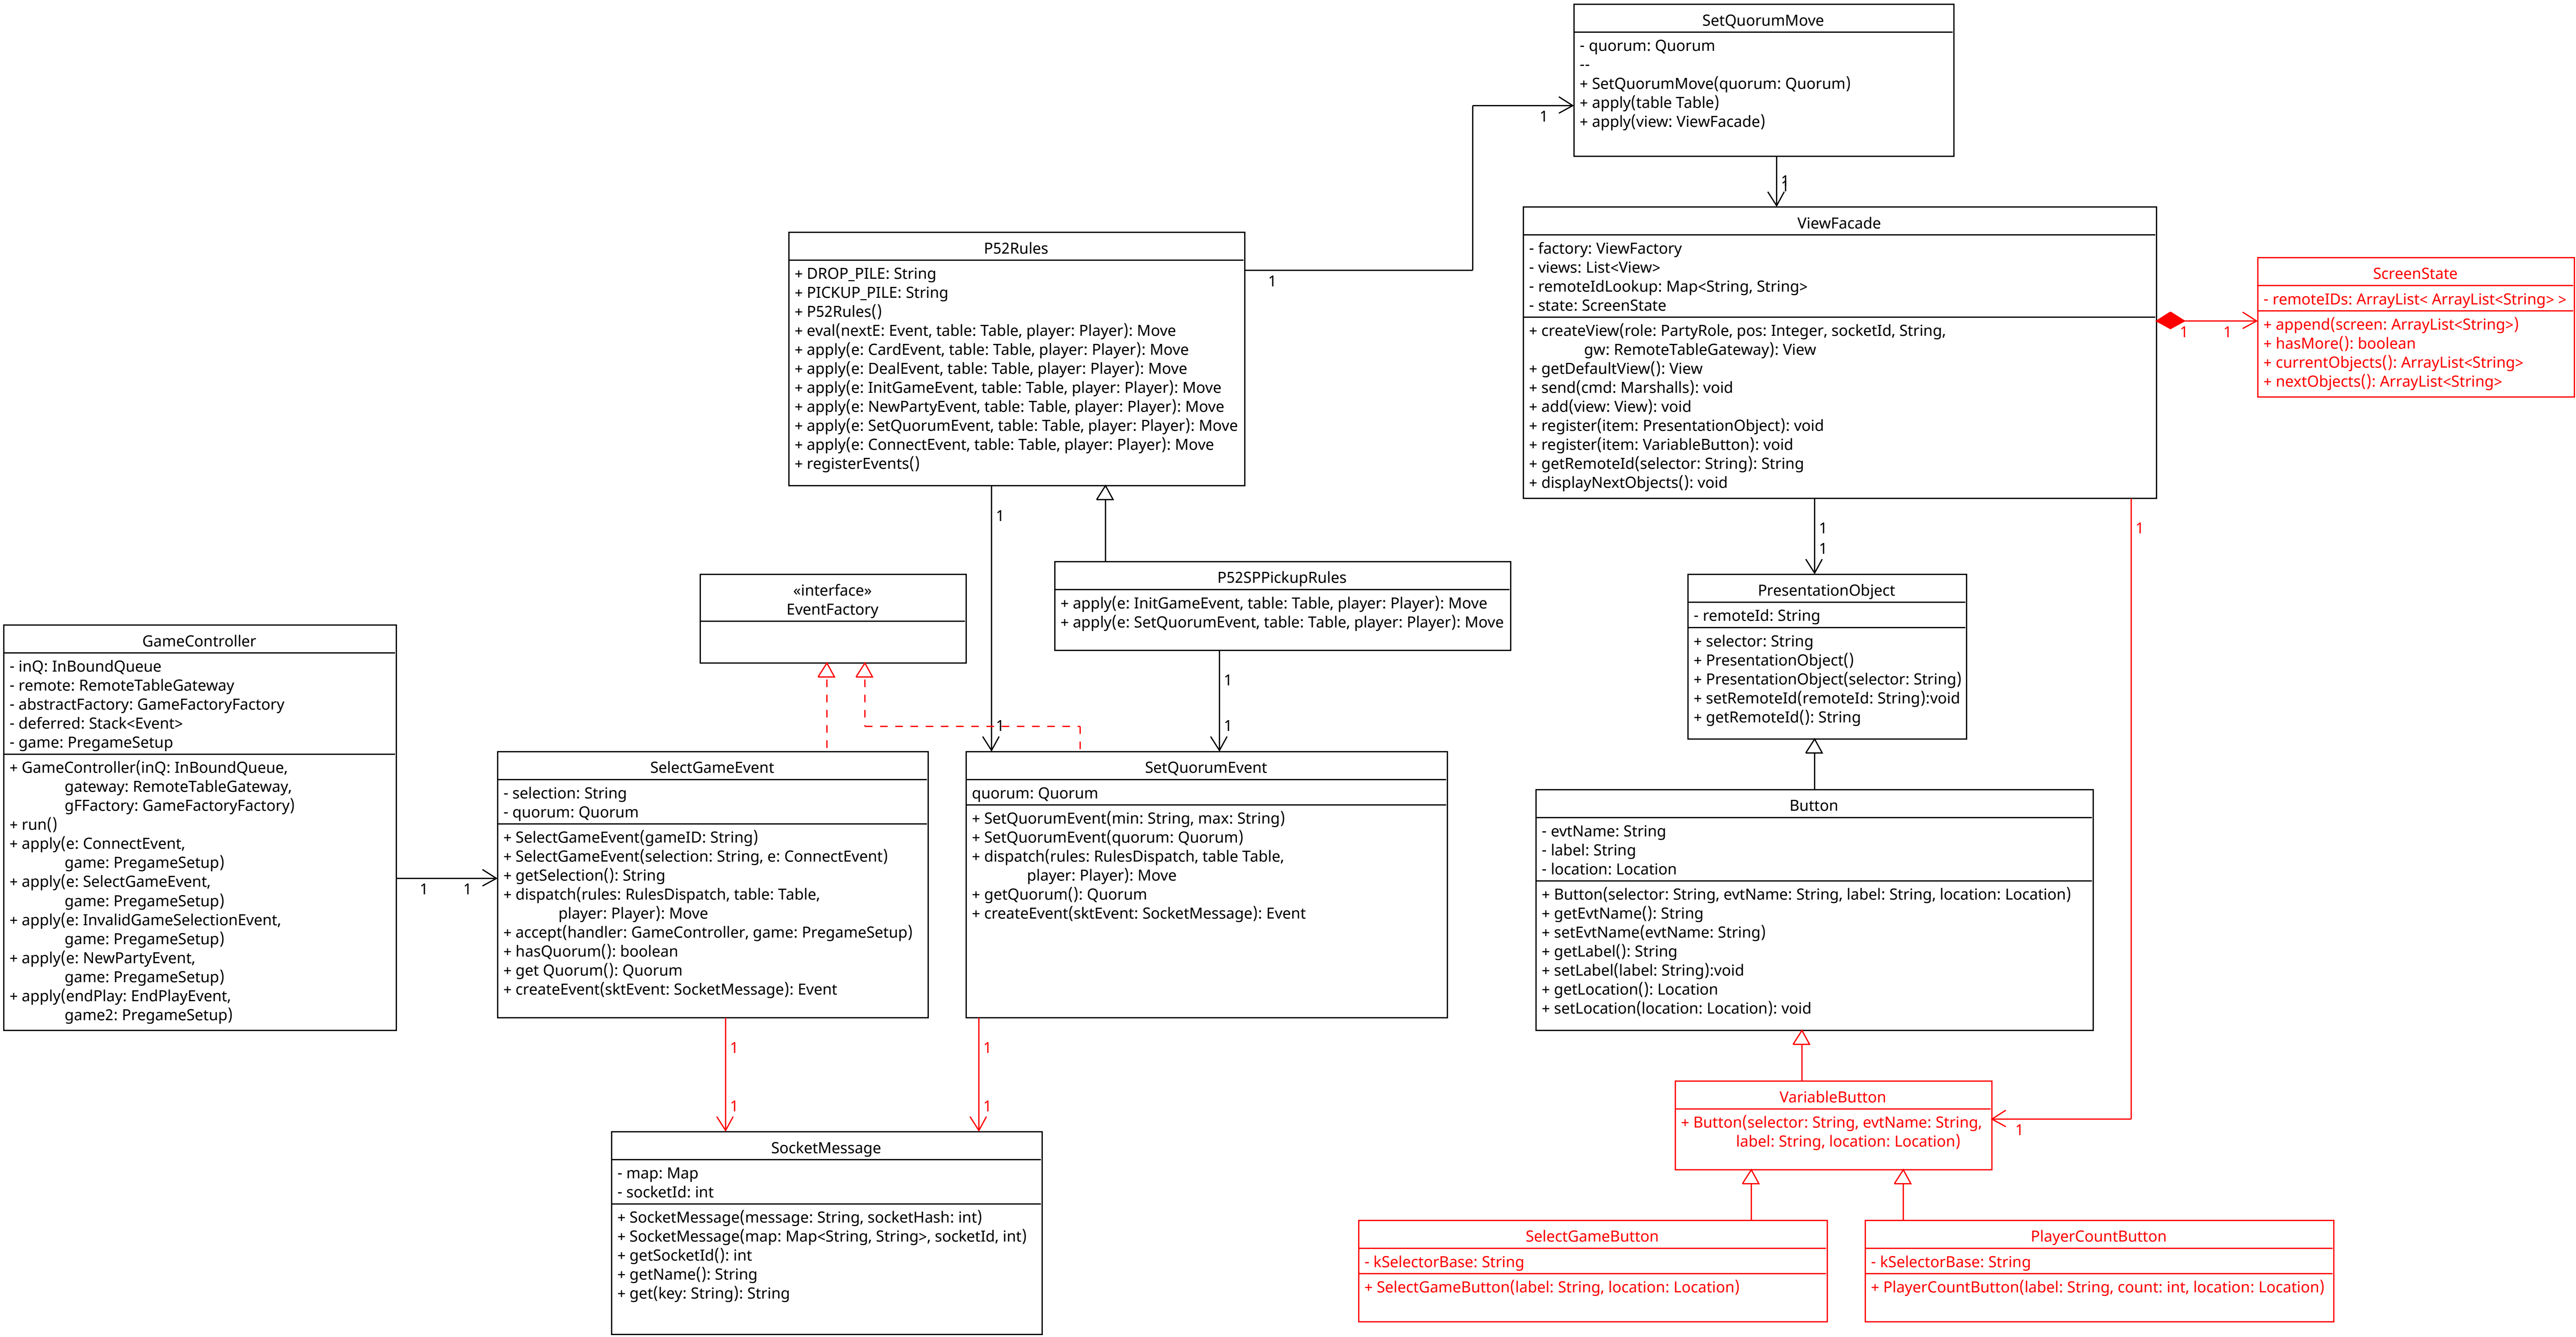 SetQuorumMove
- quorum: Quorum
--
+ SetQuorumMove(quorum: Quorum)
+ apply(table Table)
+ apply(view: ViewFacade)
1
1
1
1
ViewFacade
- factory: ViewFactory
- views: List<View>
- remoteIdLookup: Map<String, String>
- state: ScreenState
+ createView(role: PartyRole, pos: Integer, socketId, String,
gw: RemoteTableGateway): View
+ getDefaultView(): View
+ send(cmd: Marshalls): void
+ add(view: View): void
+ register(item: PresentationObject): void
+ register(item: VariableButton): void
+ getRemoteId(selector: String): String
+ displayNextObjects(): void
1
1
ScreenState
- remoteIDs: ArrayList< ArrayList<String> >
+ append(screen: ArrayList<String>)
+ hasMore(): boolean
+ currentObjects(): ArrayList<String>
+ nextObjects(): ArrayList<String>
P52Rules
+ DROP_PILE: String
+ PICKUP_PILE: String
+ P52Rules()
+ eval(nextE: Event, table: Table, player: Player): Move
+ apply(e: CardEvent, table: Table, player: Player): Move
+ apply(e: DealEvent, table: Table, player: Player): Move
+ apply(e: InitGameEvent, table: Table, player: Player): Move
+ apply(e: NewPartyEvent, table: Table, player: Player): Move
+ apply(e: SetQuorumEvent, table: Table, player: Player): Move
+ apply(e: ConnectEvent, table: Table, player: Player): Move
+ registerEvents()
1
1
1
1
1
«interface»
EventFactory
P52SPPickupRules
+ apply(e: InitGameEvent, table: Table, player: Player): Move
+ apply(e: SetQuorumEvent, table: Table, player: Player): Move
1
1
PresentationObject
- remoteId: String
+ selector: String
+ PresentationObject()
+ PresentationObject(selector: String)
+ setRemoteId(remoteId: String):void
+ getRemoteId(): String
GameController
- inQ: InBoundQueue
- remote: RemoteTableGateway
- abstractFactory: GameFactoryFactory
- deferred: Stack<Event>
- game: PregameSetup
+ GameController(inQ: InBoundQueue,
gateway: RemoteTableGateway,
gFFactory: GameFactoryFactory)
+ run()
+ apply(e: ConnectEvent,
game: PregameSetup)
+ apply(e: SelectGameEvent,
game: PregameSetup)
+ apply(e: InvalidGameSelectionEvent,
game: PregameSetup)
+ apply(e: NewPartyEvent,
game: PregameSetup)
+ apply(endPlay: EndPlayEvent,
game2: PregameSetup)
1
1
SelectGameEvent
- selection: String
- quorum: Quorum
+ SelectGameEvent(gameID: String)
+ SelectGameEvent(selection: String, e: ConnectEvent)
+ getSelection(): String
+ dispatch(rules: RulesDispatch, table: Table,
player: Player): Move
+ accept(handler: GameController, game: PregameSetup)
+ hasQuorum(): boolean
+ get Quorum(): Quorum
+ createEvent(sktEvent: SocketMessage): Event
SetQuorumEvent
quorum: Quorum
+ SetQuorumEvent(min: String, max: String)
+ SetQuorumEvent(quorum: Quorum)
+ dispatch(rules: RulesDispatch, table Table,
player: Player): Move
+ getQuorum(): Quorum
+ createEvent(sktEvent: SocketMessage): Event
Button
- evtName: String
- label: String
- location: Location
+ Button(selector: String, evtName: String, label: String, location: Location)
+ getEvtName(): String
+ setEvtName(evtName: String)
+ getLabel(): String
+ setLabel(label: String):void
+ getLocation(): Location
+ setLocation(location: Location): void
1
1
1
1
VariableButton
+ Button(selector: String, evtName: String,
label: String, location: Location)
1
SocketMessage
- map: Map
- socketId: int
+ SocketMessage(message: String, socketHash: int)
+ SocketMessage(map: Map<String, String>, socketId, int)
+ getSocketId(): int
+ getName(): String
+ get(key: String): String
SelectGameButton
- kSelectorBase: String
+ SelectGameButton(label: String, location: Location)
PlayerCountButton
- kSelectorBase: String
+ PlayerCountButton(label: String, count: int, location: Location)